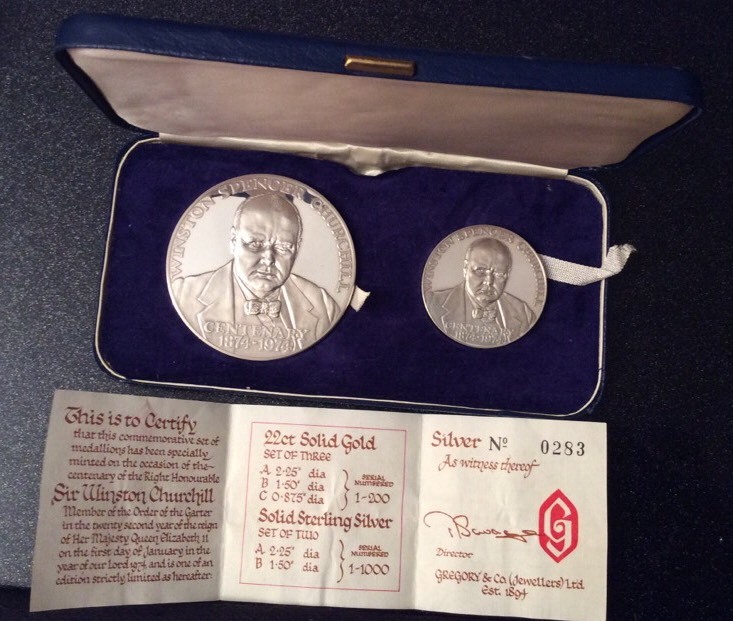 WINSTON SPENCER CHURCHILL
CENTENARY
1874-1974
WINSTON SPENCER CHURCHILL
CENTENARY
1874-1974
This is to Certify
that this commemorative set of
medallions has been specially
minted on the occasion of the
centenary of the Right Honourable
Sir Winston Churchill
Member of the Order of the Garter
in the twenty second year of the reign
of Her Majesty Queen Elizabeth II
on the first day of January in the
year of our Lord 1974, and is one of an
edition strictly limited as hereafter:
22ct Solid Gold
SET OF THREE
A 2·25" dia
B 1·50" dia
C 0·875" dia
SERIAL
NUMBERED
1-200
Solid Sterling Silver
SET OF TWO
A 2·25" dia
B 1·50" dia
SERIAL
NUMBERED
1-1000
Silver No 0283
As witness thereof
Director
G
GREGORY & Co. (Jewellers) Ltd.
Est. 1894